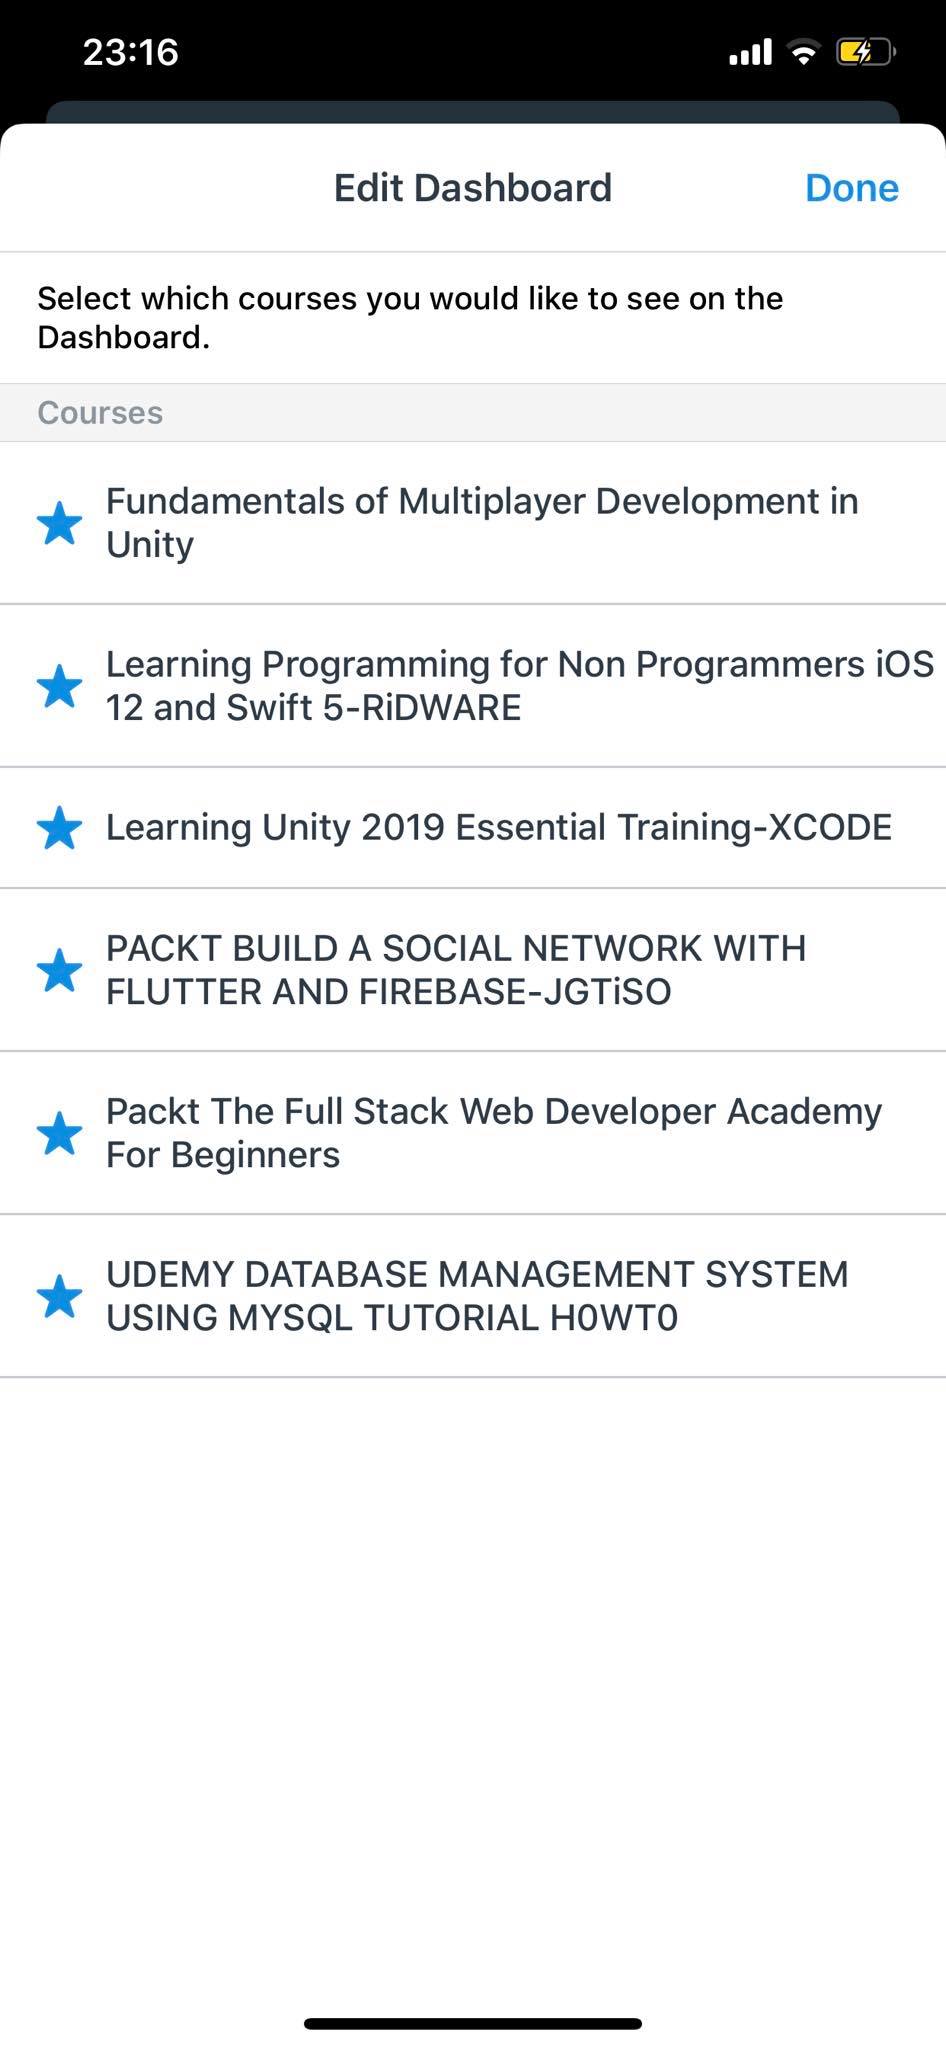 23:16
Edit Dashboard
Done
Select which courses you would like to see on the
Dashboard.
Courses
Fundamentals of Multiplayer Development in
Unity
Learning Programming for Non Programmers iOS
12 and Swift 5-RiDWARE
Learning Unity 2019 Essential Training-XCODE
PACKT BUILD A SOCIAL NETWORK WITH
FLUTTER AND FIREBASE-JGTiSO
Packt The Full Stack Web Developer Academy
For Beginners
UDEMY DATABASE MANAGEMENT SYSTEM
USING MYSQL TUTORIAL H0WT0